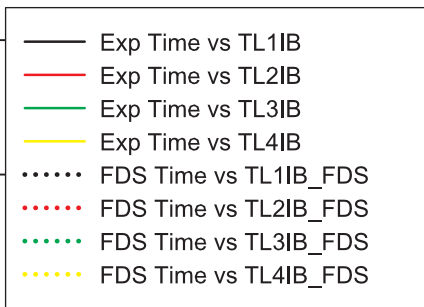 Exp Time vs TL1IB
Exp Time vs TL2IB
Exp Time vs TL3IB
Exp Time vs TL4IB
FDS Time vs TL1IB_FDS
FDS Time vs TL2IB_FDS
FDS Time vs TL3IB_FDS
FDS Time vs TL4IB_FDS